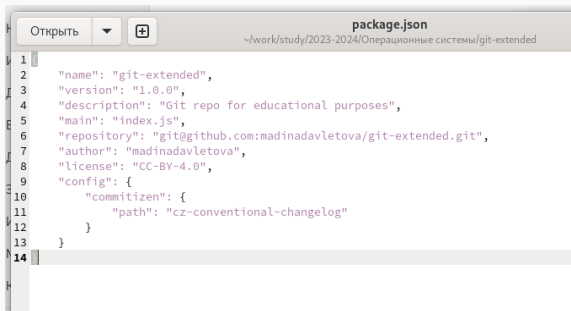 Открыть
package.json
~/work/study/2023-2024/Операционные системы/git-extended
1 {
2     "name": "git-extended",
3     "version": "1.0.0",
4     "description": "Git repo for educational purposes",
5     "main": "index.js",
6     "repository": "git@github.com:madinadavletova/git-extended.git",
7     "author": "madinadavletova",
8     "license": "CC-BY-4.0",
9     "config": {
10         "commitizen": {
11             "path": "cz-conventional-changelog"
12         }
13     }
14 }